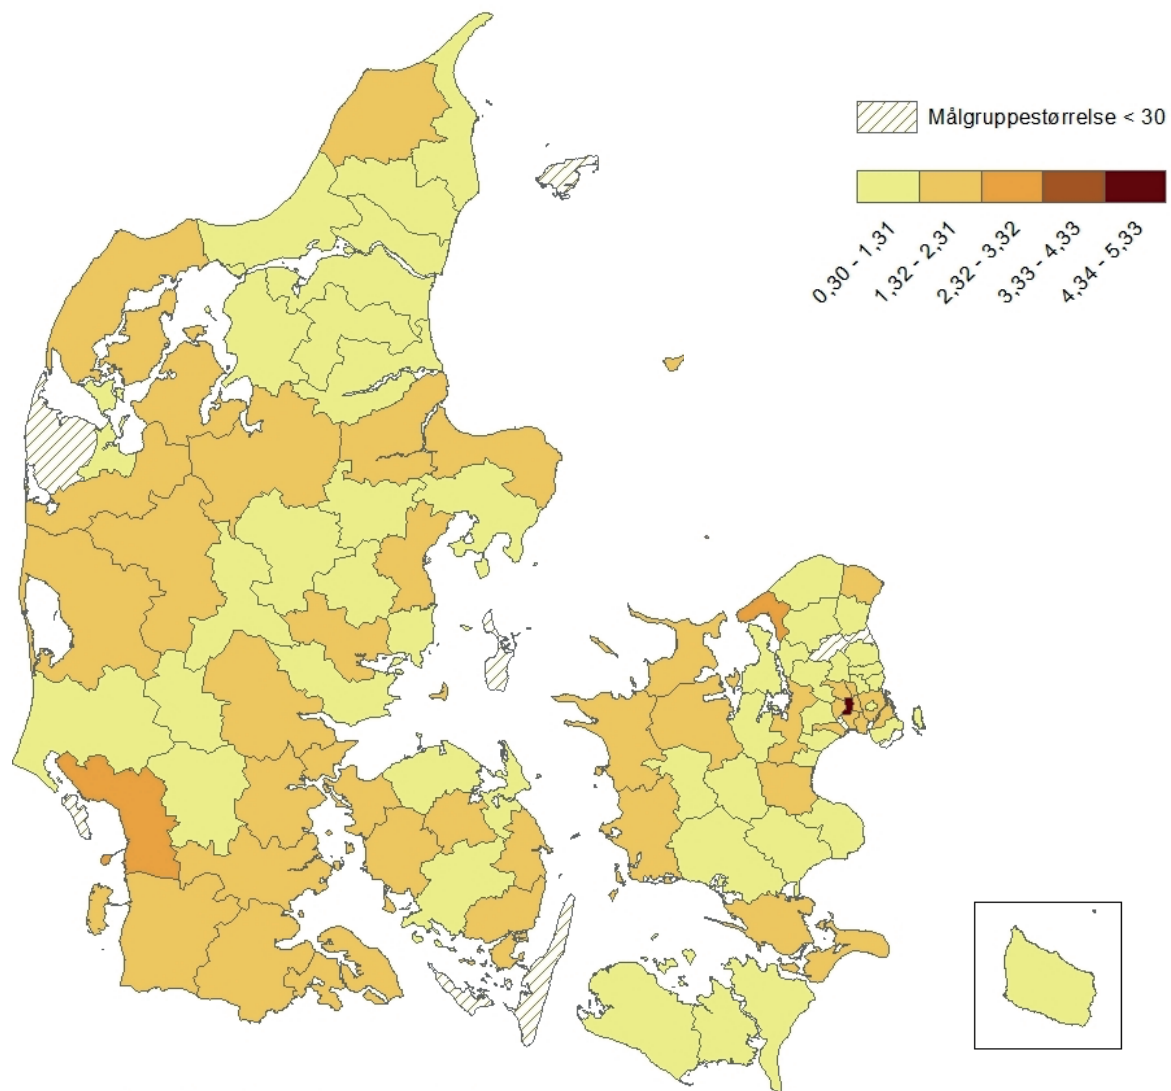 Målgruppestørrelse < 30
0,30 - 1,31
1,32 - 2,31
2,32 - 3,32
3,33 - 4,33
4,34 - 5,33